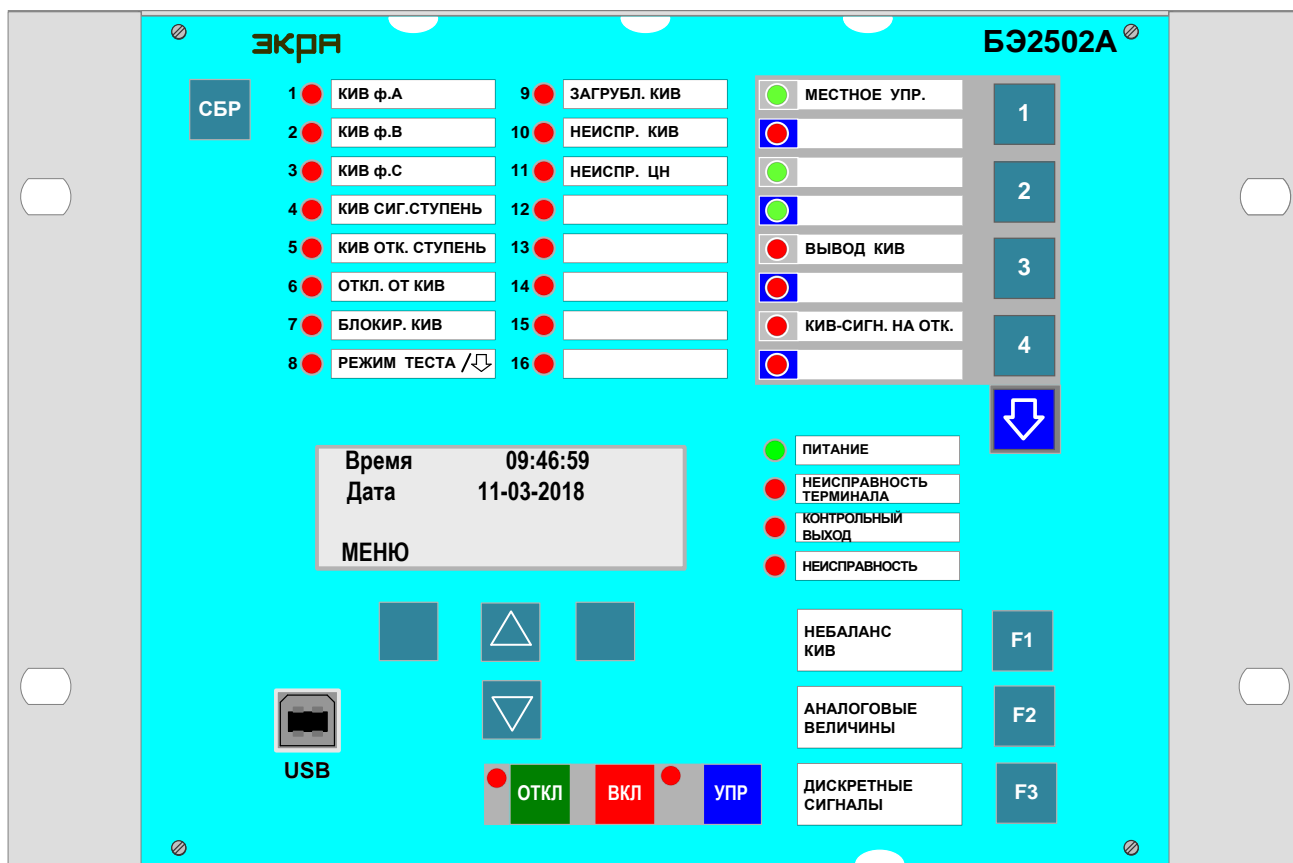 экра
БЭ2502А
СБР
1 КИВ ф.А
2 КИВ ф.В
3 КИВ ф.С
4 КИВ СИГ.СТУПЕНЬ
5 КИВ ОТК. СТУПЕНЬ
6 ОТКЛ. ОТ КИВ
7 БЛОКИР. КИВ
8 РЕЖИМ ТЕСТА /
9 ЗАГРУБЛ. КИВ
10 НЕИСПР. КИВ
11 НЕИСПР. ЦН
12
13
14
15
16
МЕСТНОЕ УПР.
ВЫВОД КИВ
КИВ-СИГН. НА ОТК.
1
2
3
4
Время 09:46:59
Дата 11-03-2018
МЕНЮ
ПИТАНИЕ
НЕИСПРАВНОСТЬ
ТЕРМИНАЛА
КОНТРОЛЬНЫЙ
ВЫХОД
НЕИСПРАВНОСТЬ
НЕБАЛАНС
КИВ
F1
АНАЛОГОВЫЕ
ВЕЛИЧИНЫ
F2
ДИСКРЕТНЫЕ
СИГНАЛЫ
F3
USB
ОТКЛ
ВКЛ
УПР